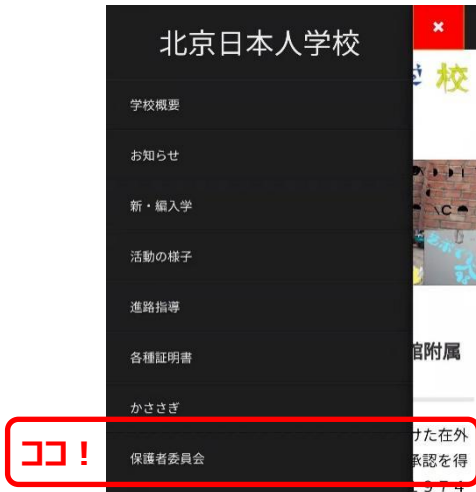 北京日本人学校
校
学校概要
お知らせ
新・編入学
活動の様子
進路指導
館附属
各種証明書
かささぎ
けた在外
ココ！
保護者委員会
承認を得
１９７４